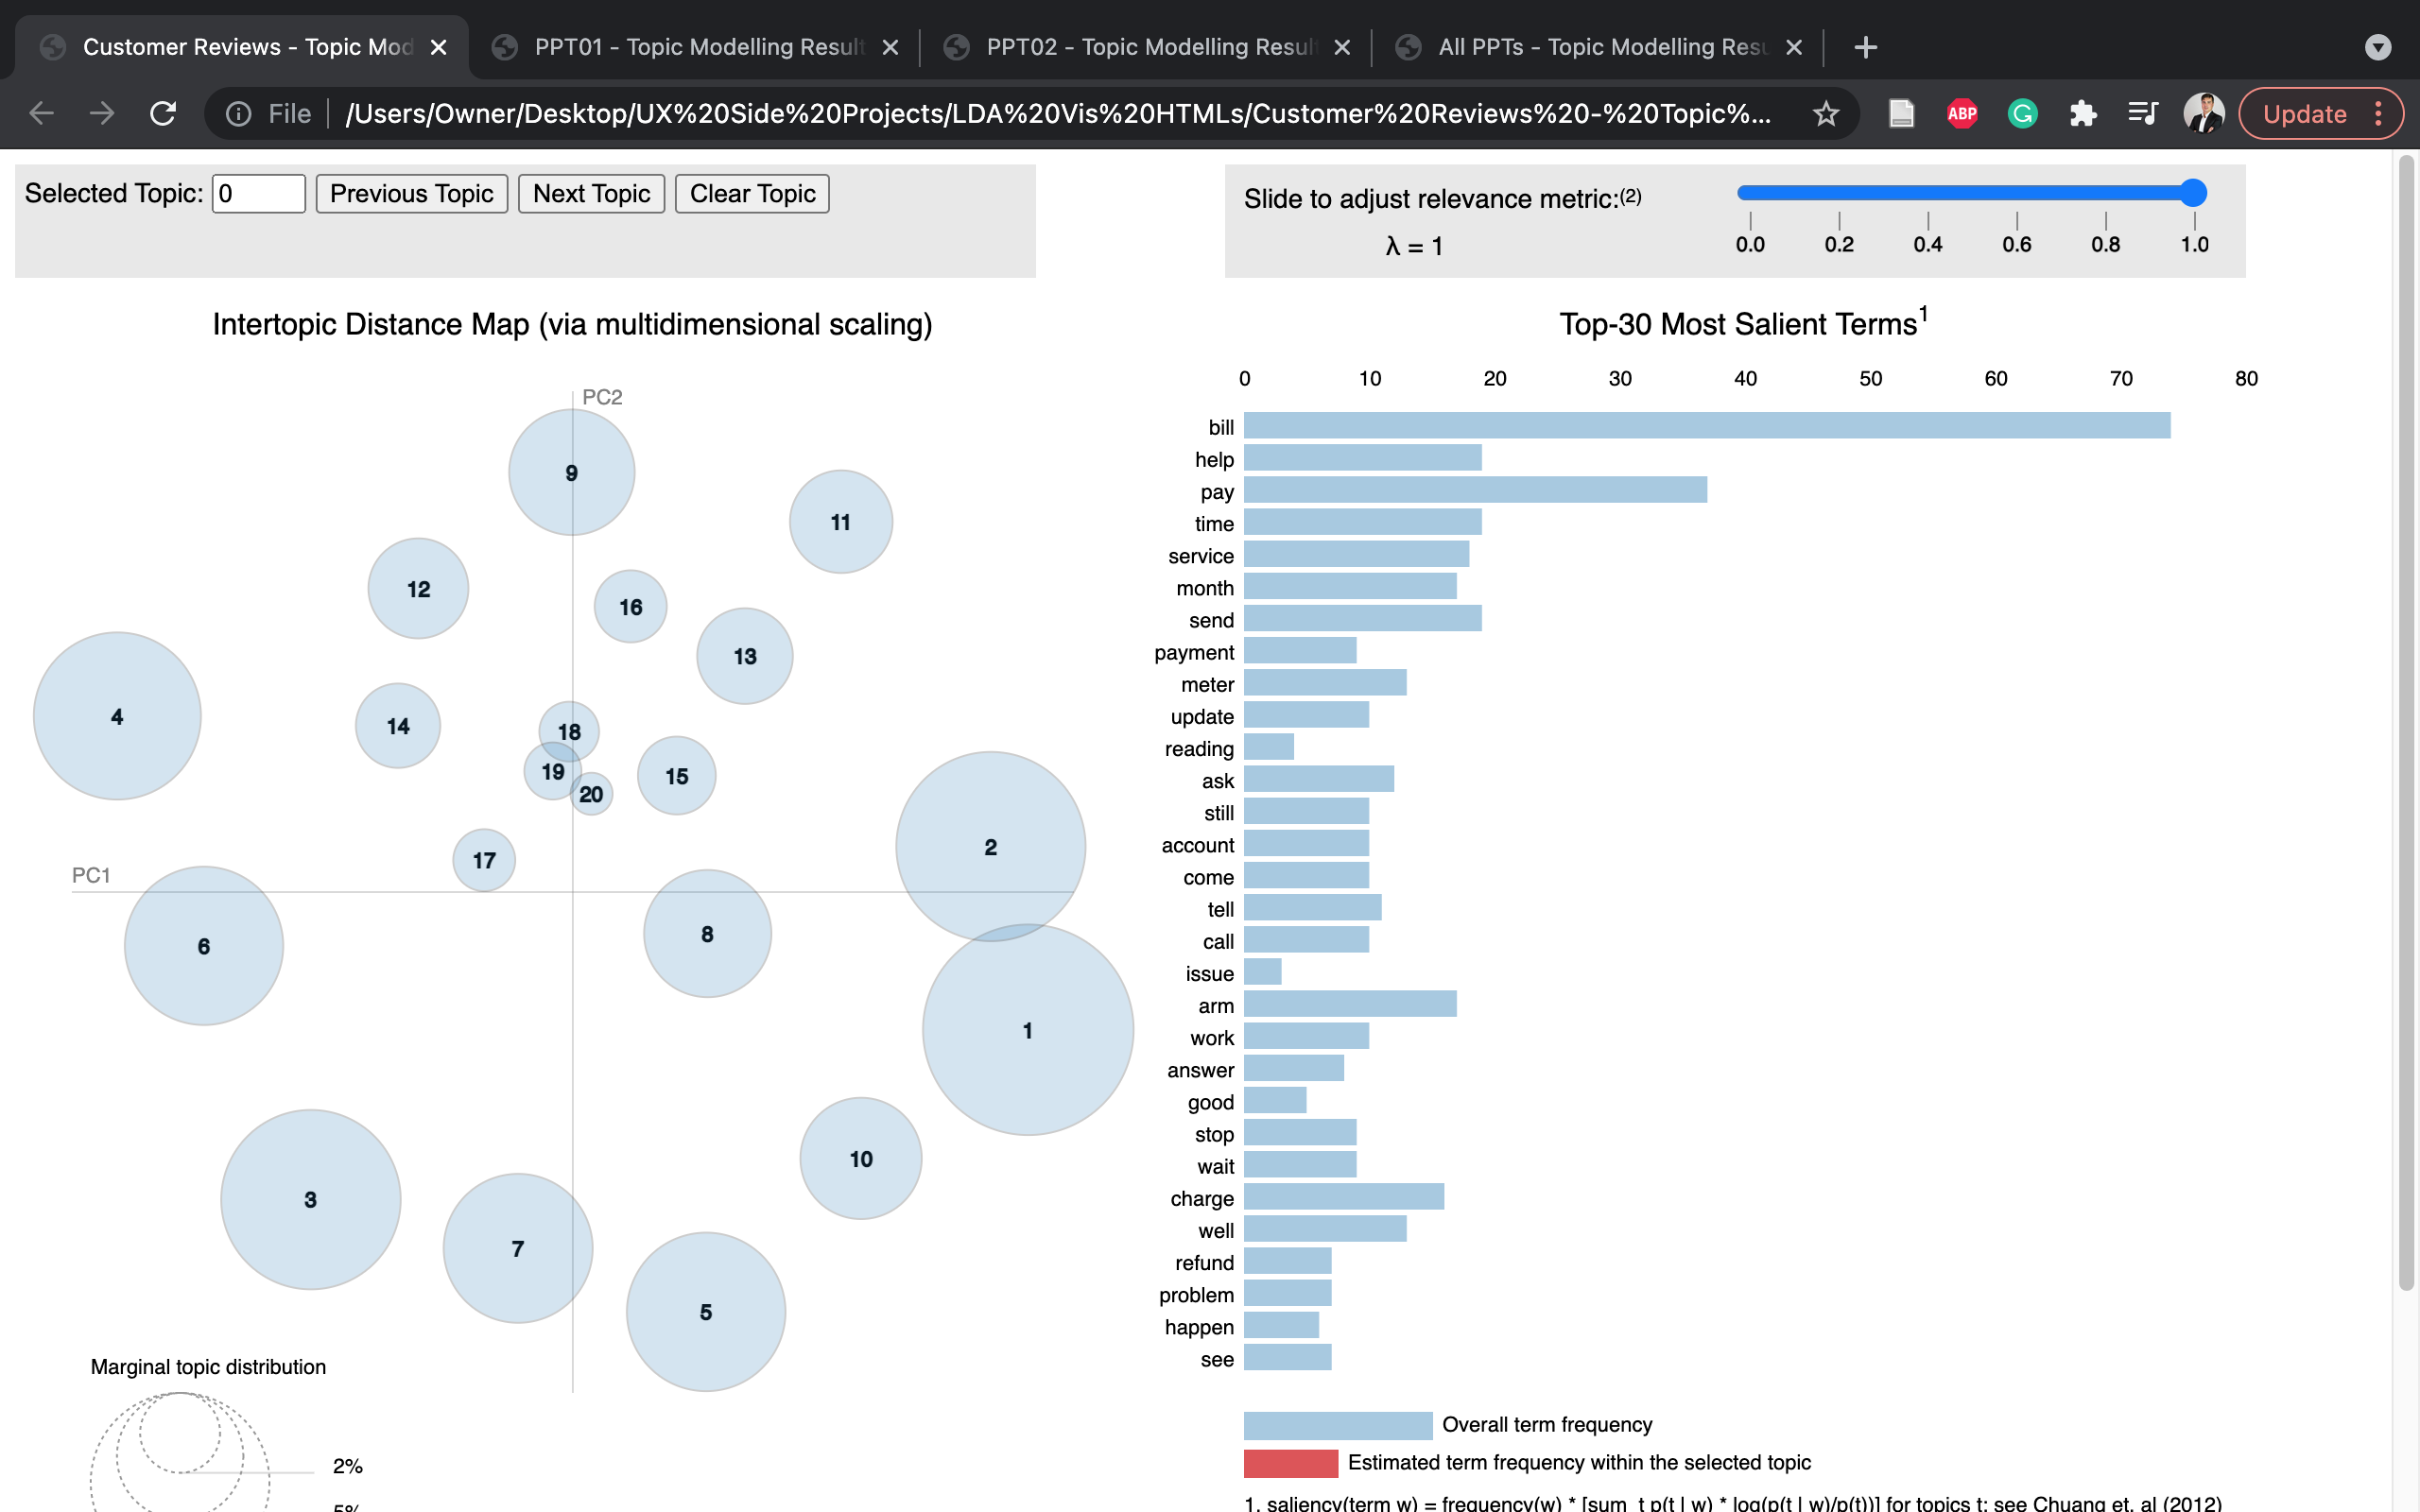 Customer Reviews - Topic Mod
PPT01 - Topic Modelling Result
PPT02 - Topic Modelling Result
All PPTs - Topic Modelling Resu
File
/Users/Owner/Desktop/UX%20Side%20Projects/LDA%20Vis%20HTMLs/Customer%20Reviews%20-%20Topic%...
ABP
G
Update
Selected Topic: 0 Previous Topic Next Topic Clear Topic
Slide to adjust relevance metric:(2)
λ = 1
0.0 0.2 0.4 0.6 0.8 1.0
Intertopic Distance Map (via multidimensional scaling)
PC2
9
11
12
16
13
4
14
18
19
15
20
2
17
PC1
8
6
1
10
3
7
5
Marginal topic distribution
2%
5%
Top-30 Most Salient Terms1
0 10 20 30 40 50 60 70 80
bill
help
pay
time
service
month
send
payment
meter
update
reading
ask
still
account
come
tell
call
issue
arm
work
answer
good
stop
wait
charge
well
refund
problem
happen
see
Overall term frequency
Estimated term frequency within the selected topic
1. saliency(term w) = frequency(w) * [sum_t p(t | w) * log(p(t | w)/p(t))] for topics t; see Chuang et. al (2012)